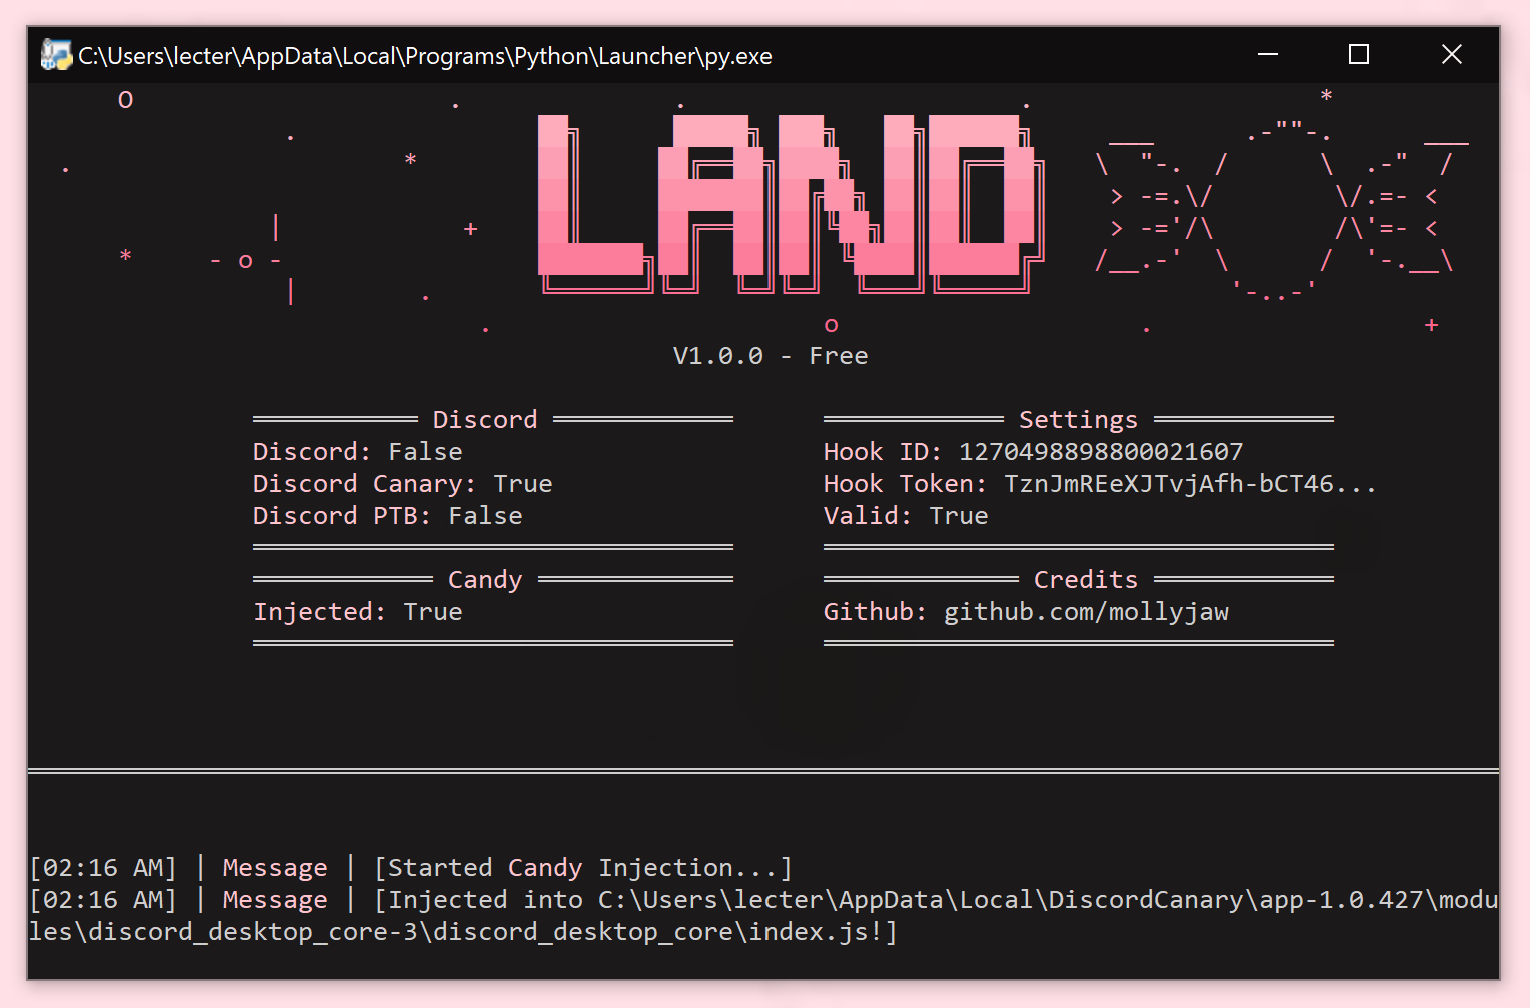 C:\Users\lecter\AppData\Local\Programs\Python\Launcher\py.exe
LANO
V1.0.0 - Free
Discord
Discord: False
Discord Canary: True
Discord PTB: False
Settings
Hook ID: 1270498898800021607
Hook Token: TznJmREeXJTvjAfh-bCT46...
Valid: True
Candy
Injected: True
Credits
Github: github.com/mollyjaw
[02:16 AM] | Message | [Started Candy Injection...]
[02:16 AM] | Message | [Injected into C:\Users\lecter\AppData\Local\DiscordCanary\app-1.0.427\modu
les\discord_desktop_core-3\discord_desktop_core\index.js!]